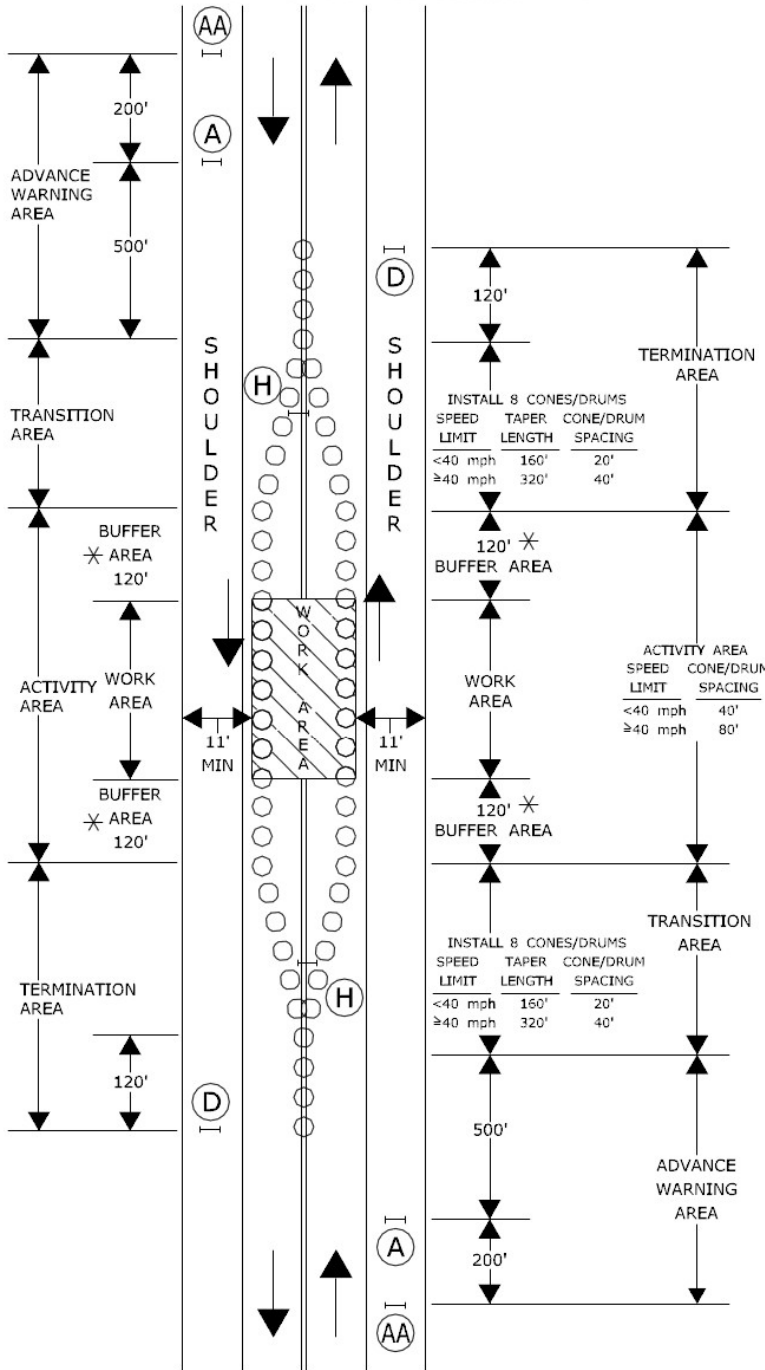 AA
200'
A
ADVANCE
WARNING
AREA
500'
TRANSITION
AREA
BUFFER
✳ AREA
120'
ACTIVITY
AREA
WORK
AREA
11'
MIN
BUFFER
✳ AREA
120'
TERMINATION
AREA
120'
D
SHOULDER
H
WORK AREA
H
SHOULDER
D
120'
TERMINATION
AREA
INSTALL 8 CONES/DRUMS
SPEED LIMIT TAPER LENGTH CONE/DRUM SPACING
<40 mph 160' 20'
≥40 mph 320' 40'
120' ✳
BUFFER AREA
WORK
AREA
11'
MIN
ACTIVITY AREA
SPEED LIMIT CONE/DRUM SPACING
<40 mph 40'
≥40 mph 80'
120' ✳
BUFFER AREA
TRANSITION
AREA
INSTALL 8 CONES/DRUMS
SPEED LIMIT TAPER LENGTH CONE/DRUM SPACING
<40 mph 160' 20'
≥40 mph 320' 40'
500'
ADVANCE
WARNING
AREA
A
200'
AA